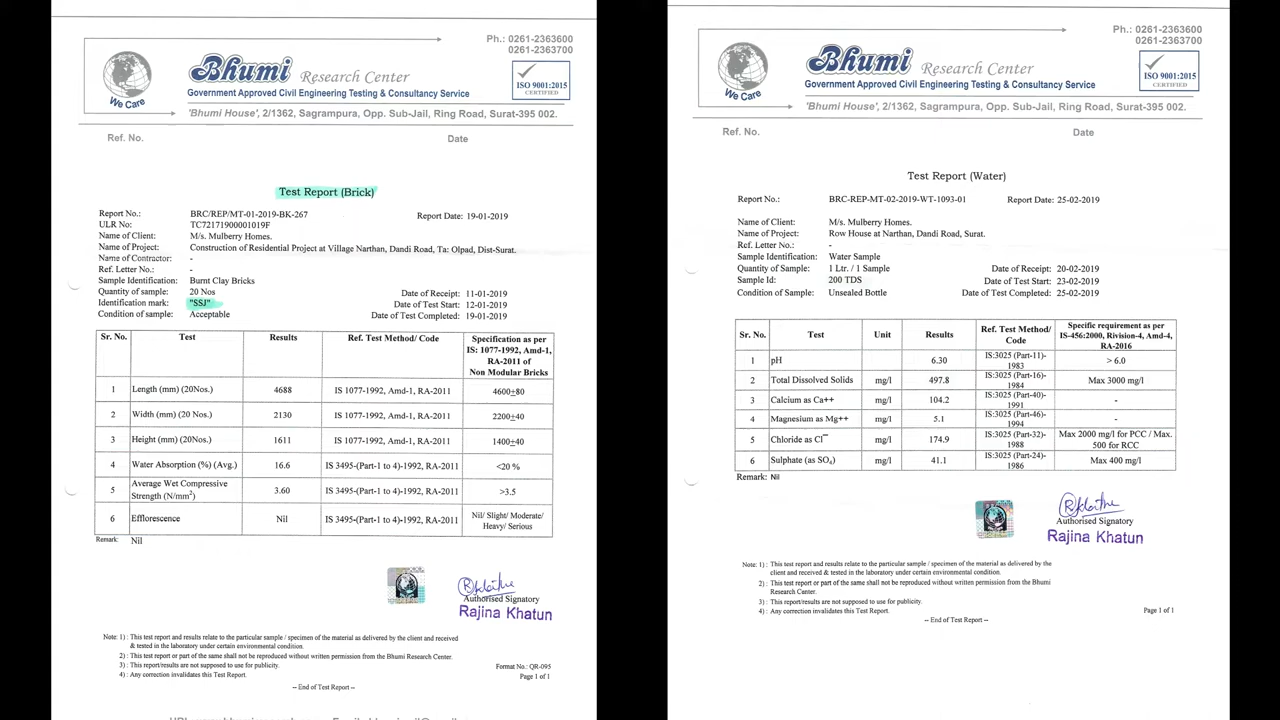 Ph.: 0261-2363600
0261-2363700
Bhumi Research Center
We Care
ISO 9001:2015
CERTIFIED
Government Approved Civil Engineering Testing & Consultancy Service
'Bhumi House', 2/1362, Sagrampura, Opp. Sub-Jail, Ring Road, Surat-395 002.
Ref. No. Date
Test Report (Brick)
Report No.: BRC/REP/MT-01-2019-BK-267 Report Date: 19-01-2019
ULR No: TC72171900001019F
Name of Client: M/s. Mulberry Homes.
Name of Project: Construction of Residential Project at Village Narthan, Dandi Road, Ta: Olpad, Dist-Surat.
Name of Contractor: -
Ref. Letter No.: -
Sample Identification: Burnt Clay Bricks
Quantity of sample: 20 Nos Date of Receipt: 11-01-2019
Identification mark: "SSJ" Date of Test Start: 12-01-2019
Condition of sample: Acceptable Date of Test Completed: 19-01-2019
Sr. No. Test Results Ref. Test Method/ Code Specification as per IS: 1077-1992, Amd-1, RA-2011 of Non Modular Bricks
1 Length (mm) (20Nos.) 4688 IS 1077-1992, Amd-1, RA-2011 4600±80
2 Width (mm) (20 Nos.) 2130 IS 1077-1992, Amd-1, RA-2011 2200±40
3 Height (mm) (20Nos.) 1611 IS 1077-1992, Amd-1, RA-2011 1400±40
4 Water Absorption (%) (Avg.) 16.6 IS 3495-(Part-1 to 4)-1992, RA-2011 <20 %
5 Average Wet Compressive Strength (N/mm²) 3.60 IS 3495-(Part-1 to 4)-1992, RA-2011 >3.5
6 Efflorescence Nil IS 3495-(Part-1 to 4)-1992, RA-2011 Nil/ Slight/ Moderate/ Heavy/ Serious
Remark: Nil
Authorised Signatory
Rajina Khatun
Note: 1) : This test report and results relate to the particular sample / specimen of the material as delivered by the client and received
& tested in the laboratory under certain environmental condition.
2) : This test report or part of the same shall not be reproduced without written permission from the Bhumi Research Center.
3) : This report/results are not supposed to use for publicity.
4) : Any correction invalidates this Test Report.
Format No.: QR-095
Page 1 of 1
-- End of Test Report --
Ph.: 0261-2363600
0261-2363700
Bhumi Research Center
We Care
ISO 9001:2015
CERTIFIED
Government Approved Civil Engineering Testing & Consultancy Service
'Bhumi House', 2/1362, Sagrampura, Opp. Sub-Jail, Ring Road, Surat-395 002.
Ref. No. Date
Test Report (Water)
Report No.: BRC-REP-MT-02-2019-WT-1093-01 Report Date: 25-02-2019
Name of Client: M/s. Mulberry Homes.
Name of Project: Row House at Narthan, Dandi Road, Surat.
Ref. Letter No.: -
Sample Identification: Water Sample
Quantity of Sample: 1 Ltr. / 1 Sample Date of Receipt: 20-02-2019
Sample Id: 200 TDS Date of Test Start: 23-02-2019
Condition of Sample: Unsealed Bottle Date of Test Completed: 25-02-2019
Sr. No. Test Unit Results Ref. Test Method/ Code Specific requirement as per IS-456:2000, Rivision-4, Amd-4, RA-2016
1 pH 6.30 IS:3025 (Part-11)-1983 > 6.0
2 Total Dissolved Solids mg/l 497.8 IS:3025 (Part-16)-1984 Max 3000 mg/l
3 Calcium as Ca++ mg/l 104.2 IS:3025 (Part-40)-1991 -
4 Magnesium as Mg++ mg/l 5.1 IS:3025 (Part-46)-1994 -
5 Chloride as Cl¯ mg/l 174.9 IS:3025 (Part-32)-1988 Max 2000 mg/l for PCC / Max. 500 for RCC
6 Sulphate (as SO₄) mg/l 41.1 IS:3025 (Part-24)-1986 Max 400 mg/l
Remark: Nil
Authorised Signatory
Rajina Khatun
Note: 1) : This test report and results relate to the particular sample / specimen of the material as delivered by the
client and received & tested in the laboratory under certain environmental condition.
2) : This test report or part of the same shall not be reproduced without written permission from the Bhumi
Research Center.
3) : This report/results are not supposed to use for publicity.
4) : Any correction invalidates this Test Report.
Page 1 of 1
-- End of Test Report --